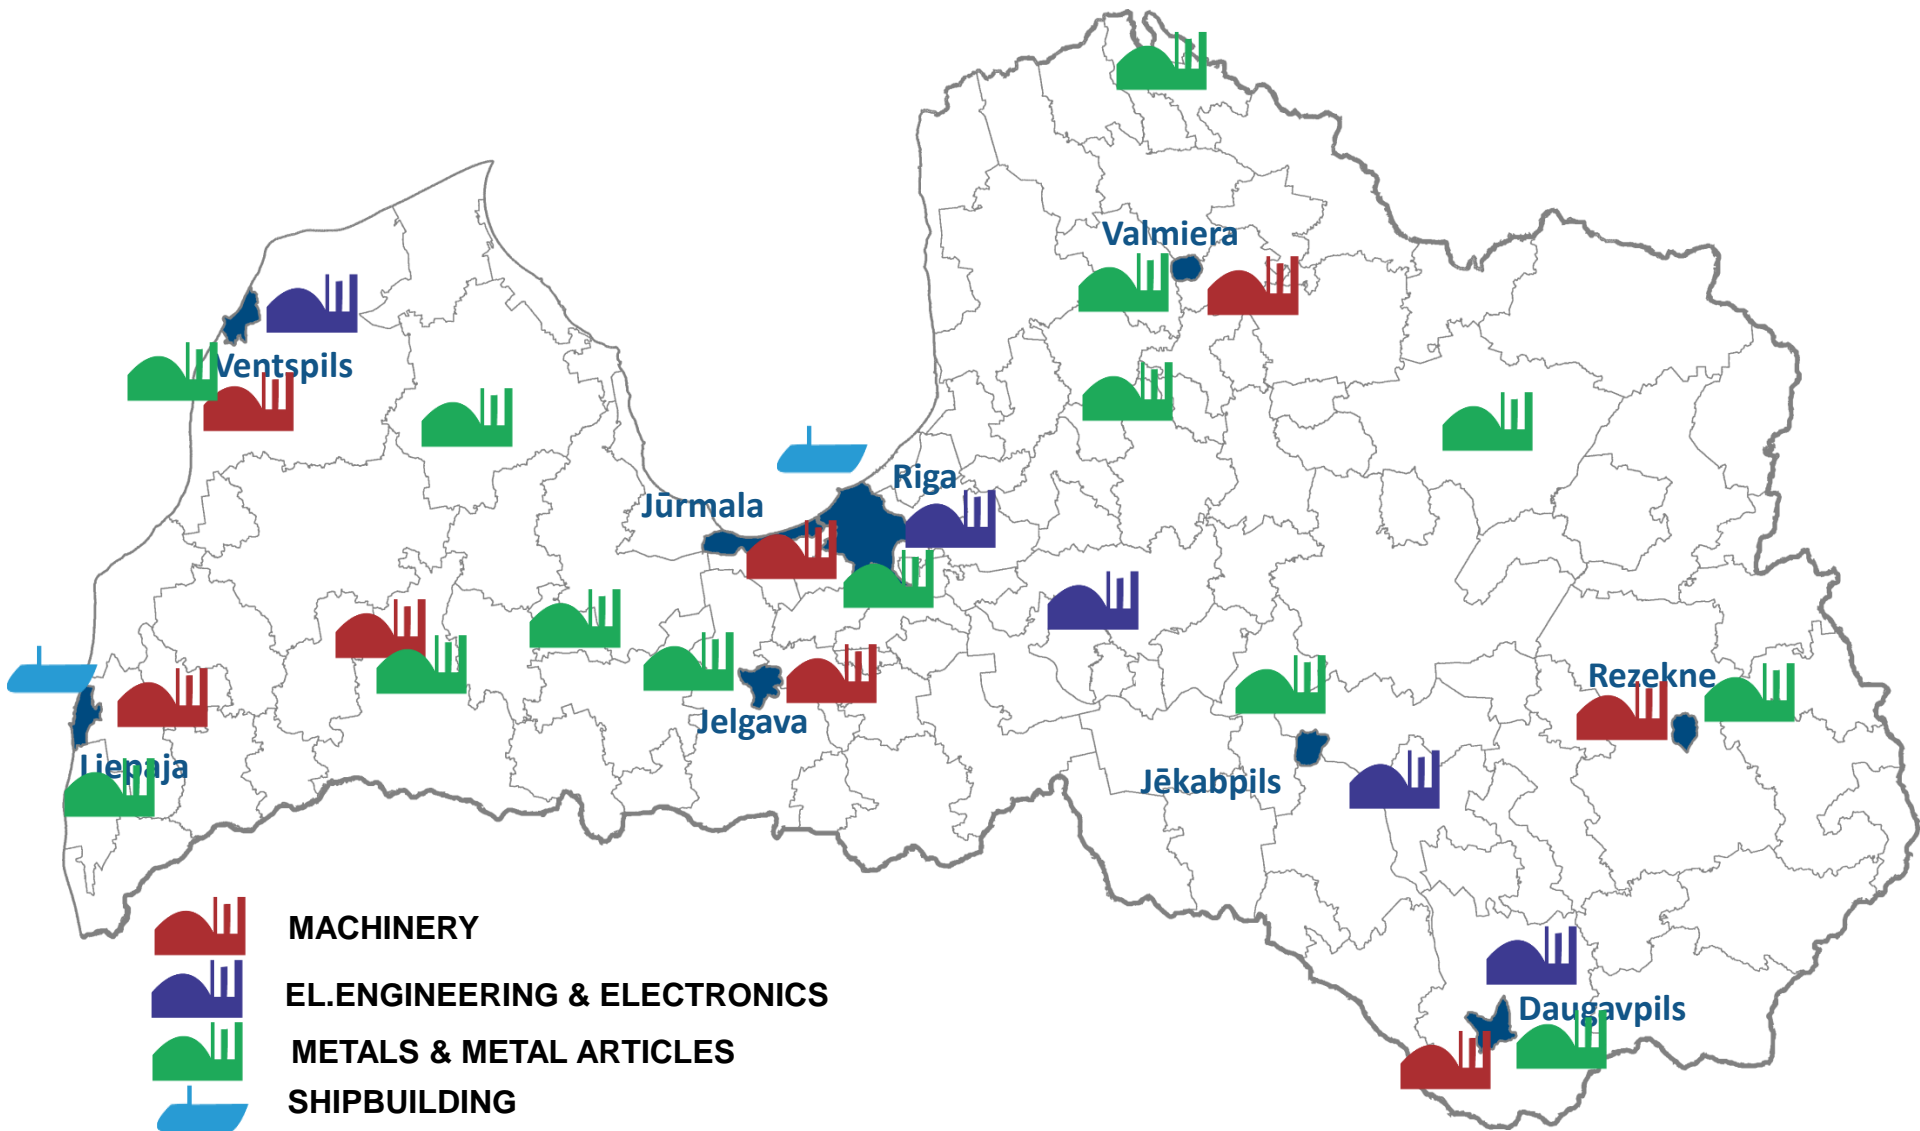 Valmiera
Ventspils
Riga
Jūrmala
Rezekne
Jelgava
Liepaja
Jēkabpils
Daugavpils
MACHINERY
EL.ENGINEERING & ELECTRONICS
METALS & METAL ARTICLES
SHIPBUILDING